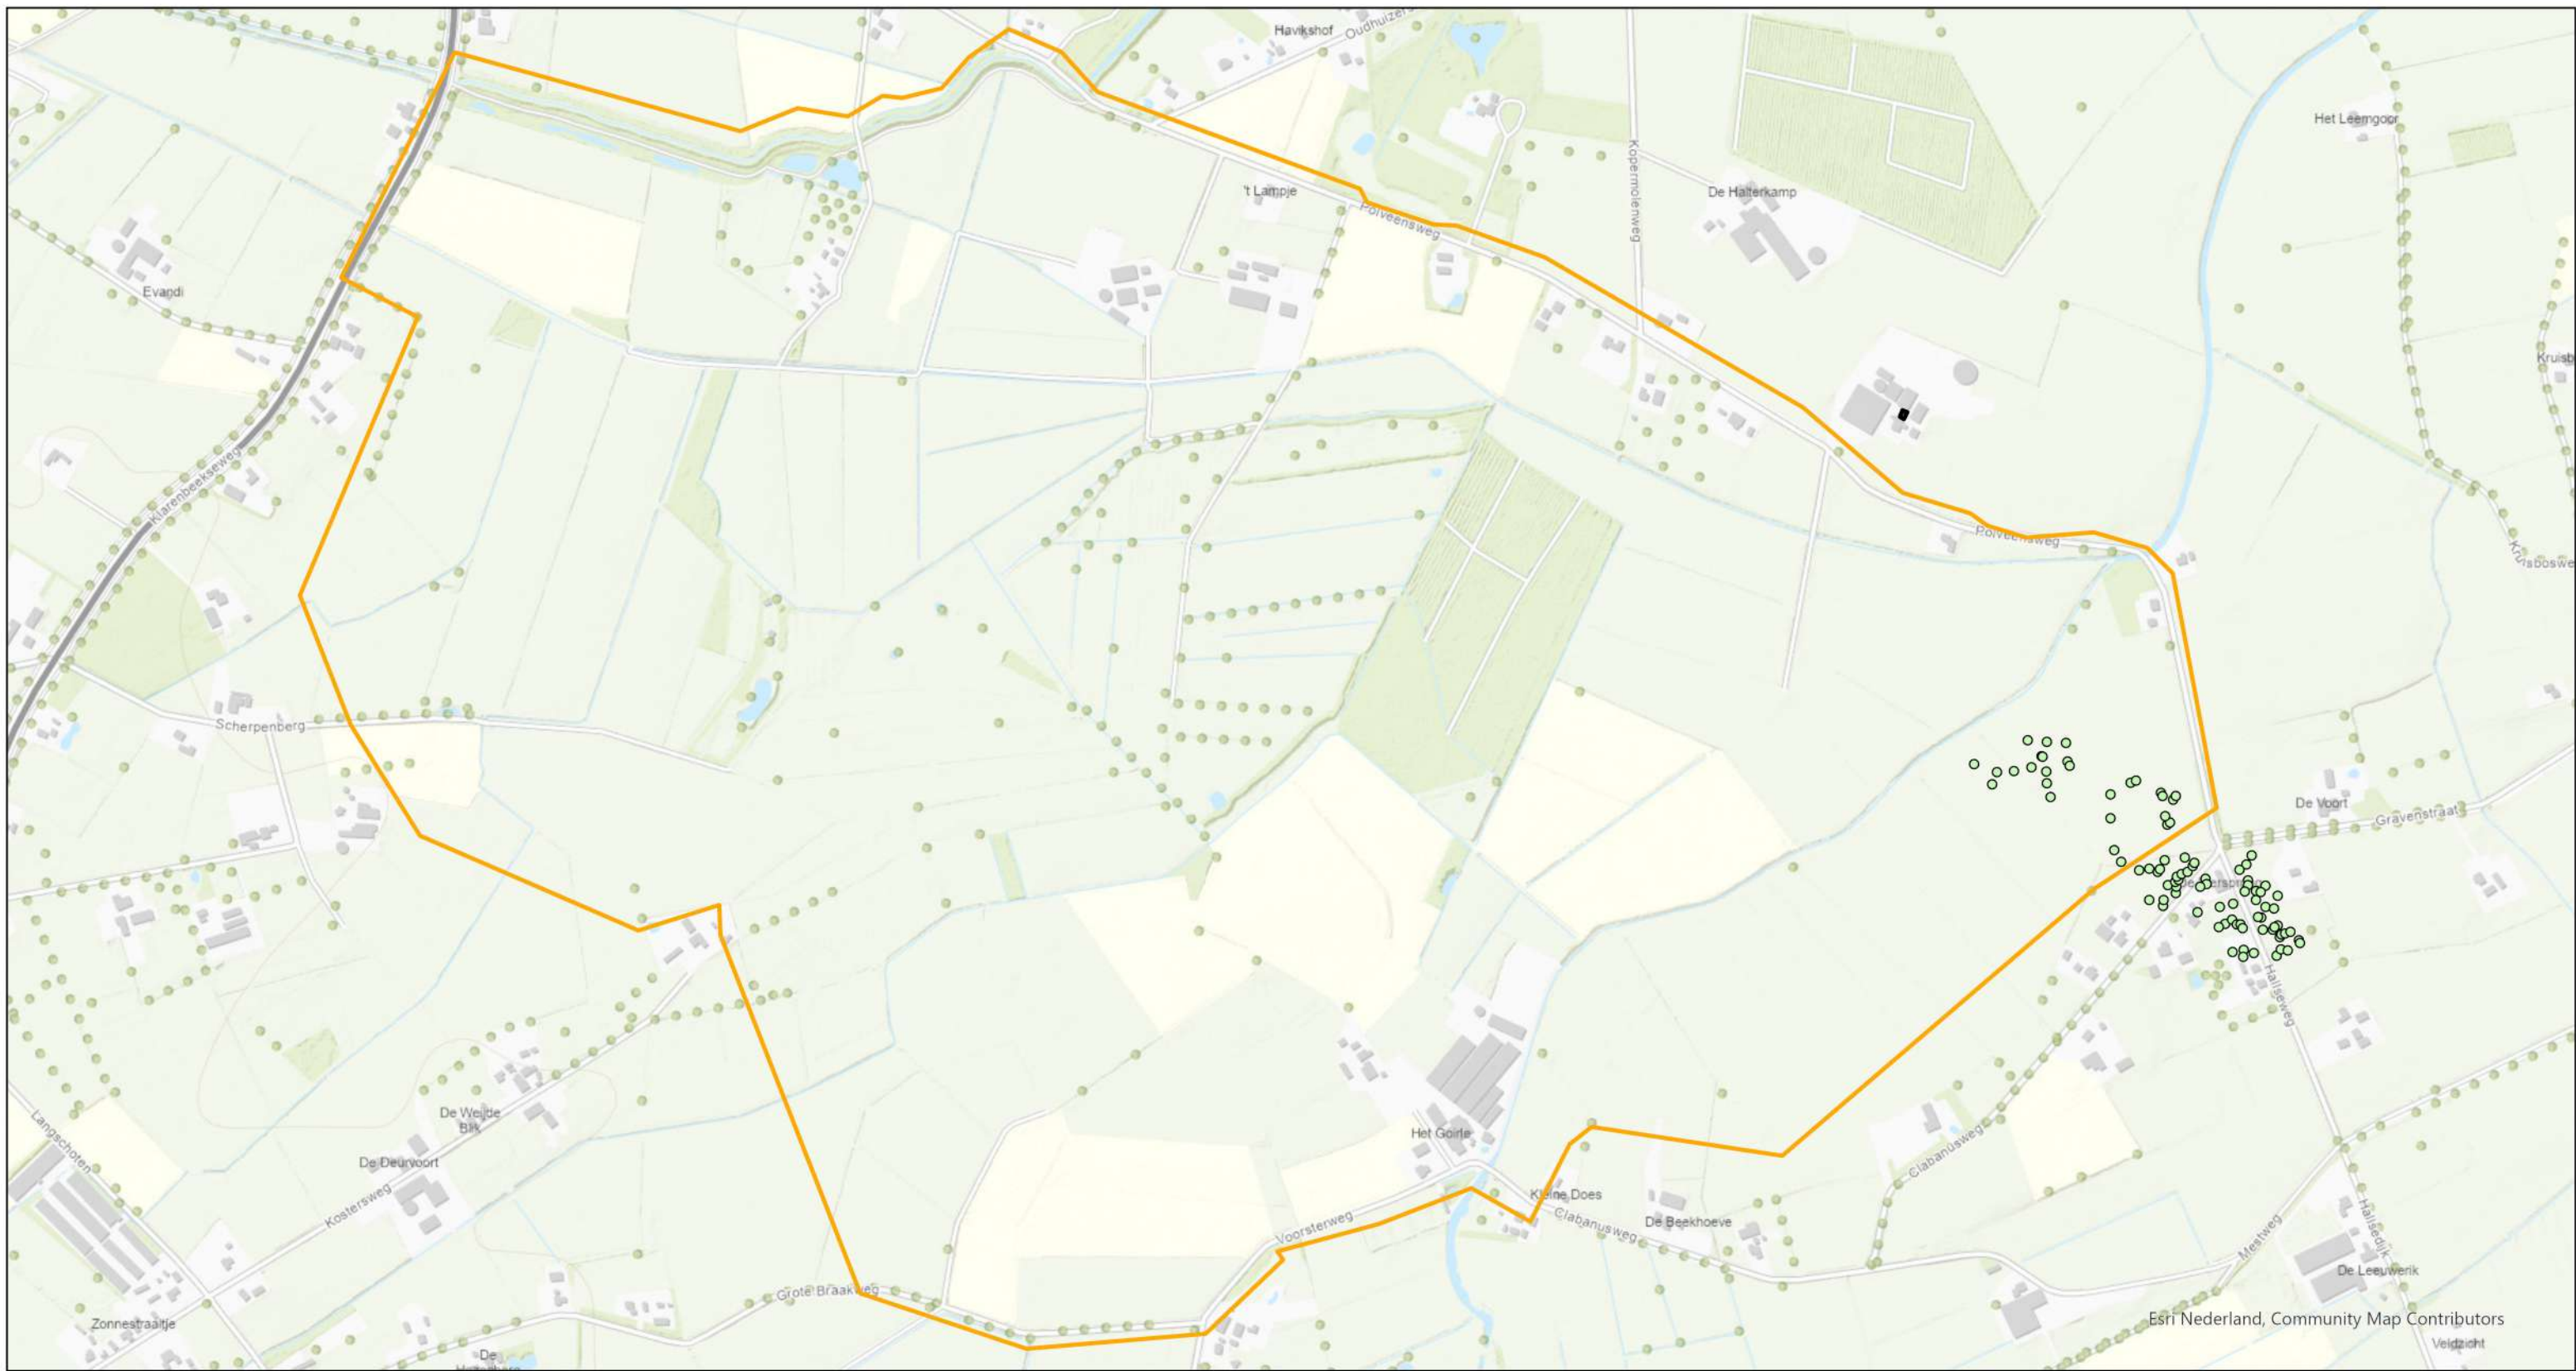 Havikshof
Oudhuizers
Het Leemgoor
Kopermolenweg
't Lampje
De Halterkamp
Polveensweg
Evandi
Kruisb
Klarenbeekseweg
Polveensweg
Kruisboswe
Scherpenberg
De Voort
Gravenstraat
Hallseweg
De Weijde
Blik
Langschoten
Het Goirle
De Deurvoort
Clabanusweg
Kostersweg
Kleine Does
Voorsterweg
Clabanusweg
De Beekhoeve
Mestweg
Hallsedijk
De Leeuwerik
Grote Braakweg
Zonnestraaltje
Esri Nederland, Community Map Contributors
De
Veldzicht